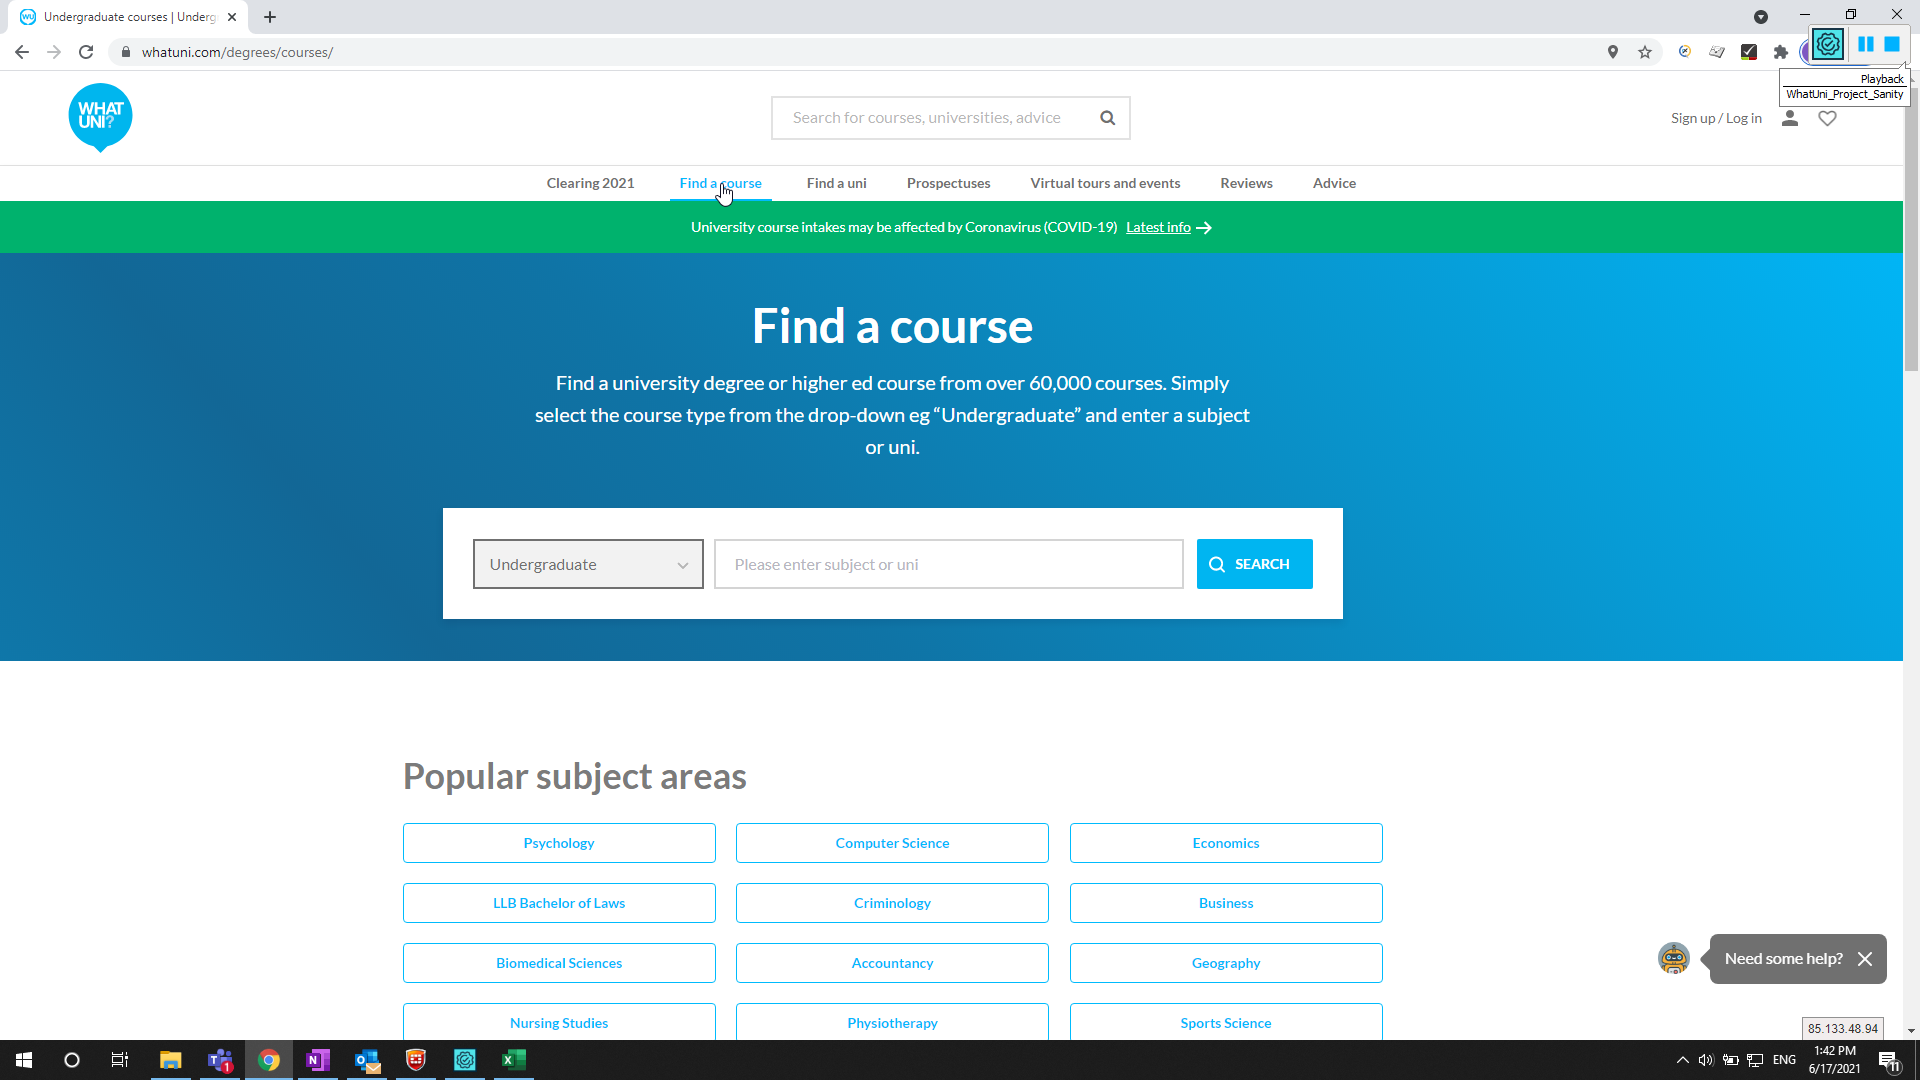 Undergraduate courses | Underg
whatuni.com/degrees/courses/
Playback
WhatUni_Project_Sanity
WHAT
UNI?
Search for courses, universities, advice
Sign up / Log in
Clearing 2021
Find a course
Find a uni
Prospectuses
Virtual tours and events
Reviews
Advice
University course intakes may be affected by Coronavirus (COVID-19) Latest info
Find a course
Find a university degree or higher ed course from over 60,000 courses. Simply
select the course type from the drop-down eg “Undergraduate” and enter a subject
or uni.
Undergraduate
Please enter subject or uni
SEARCH
Popular subject areas
Psychology
Computer Science
Economics
LLB Bachelor of Laws
Criminology
Business
Biomedical Sciences
Accountancy
Geography
Need some help?
Nursing Studies
Physiotherapy
Sports Science
85.133.48.94
ENG
1:42 PM
6/17/2021
11
1